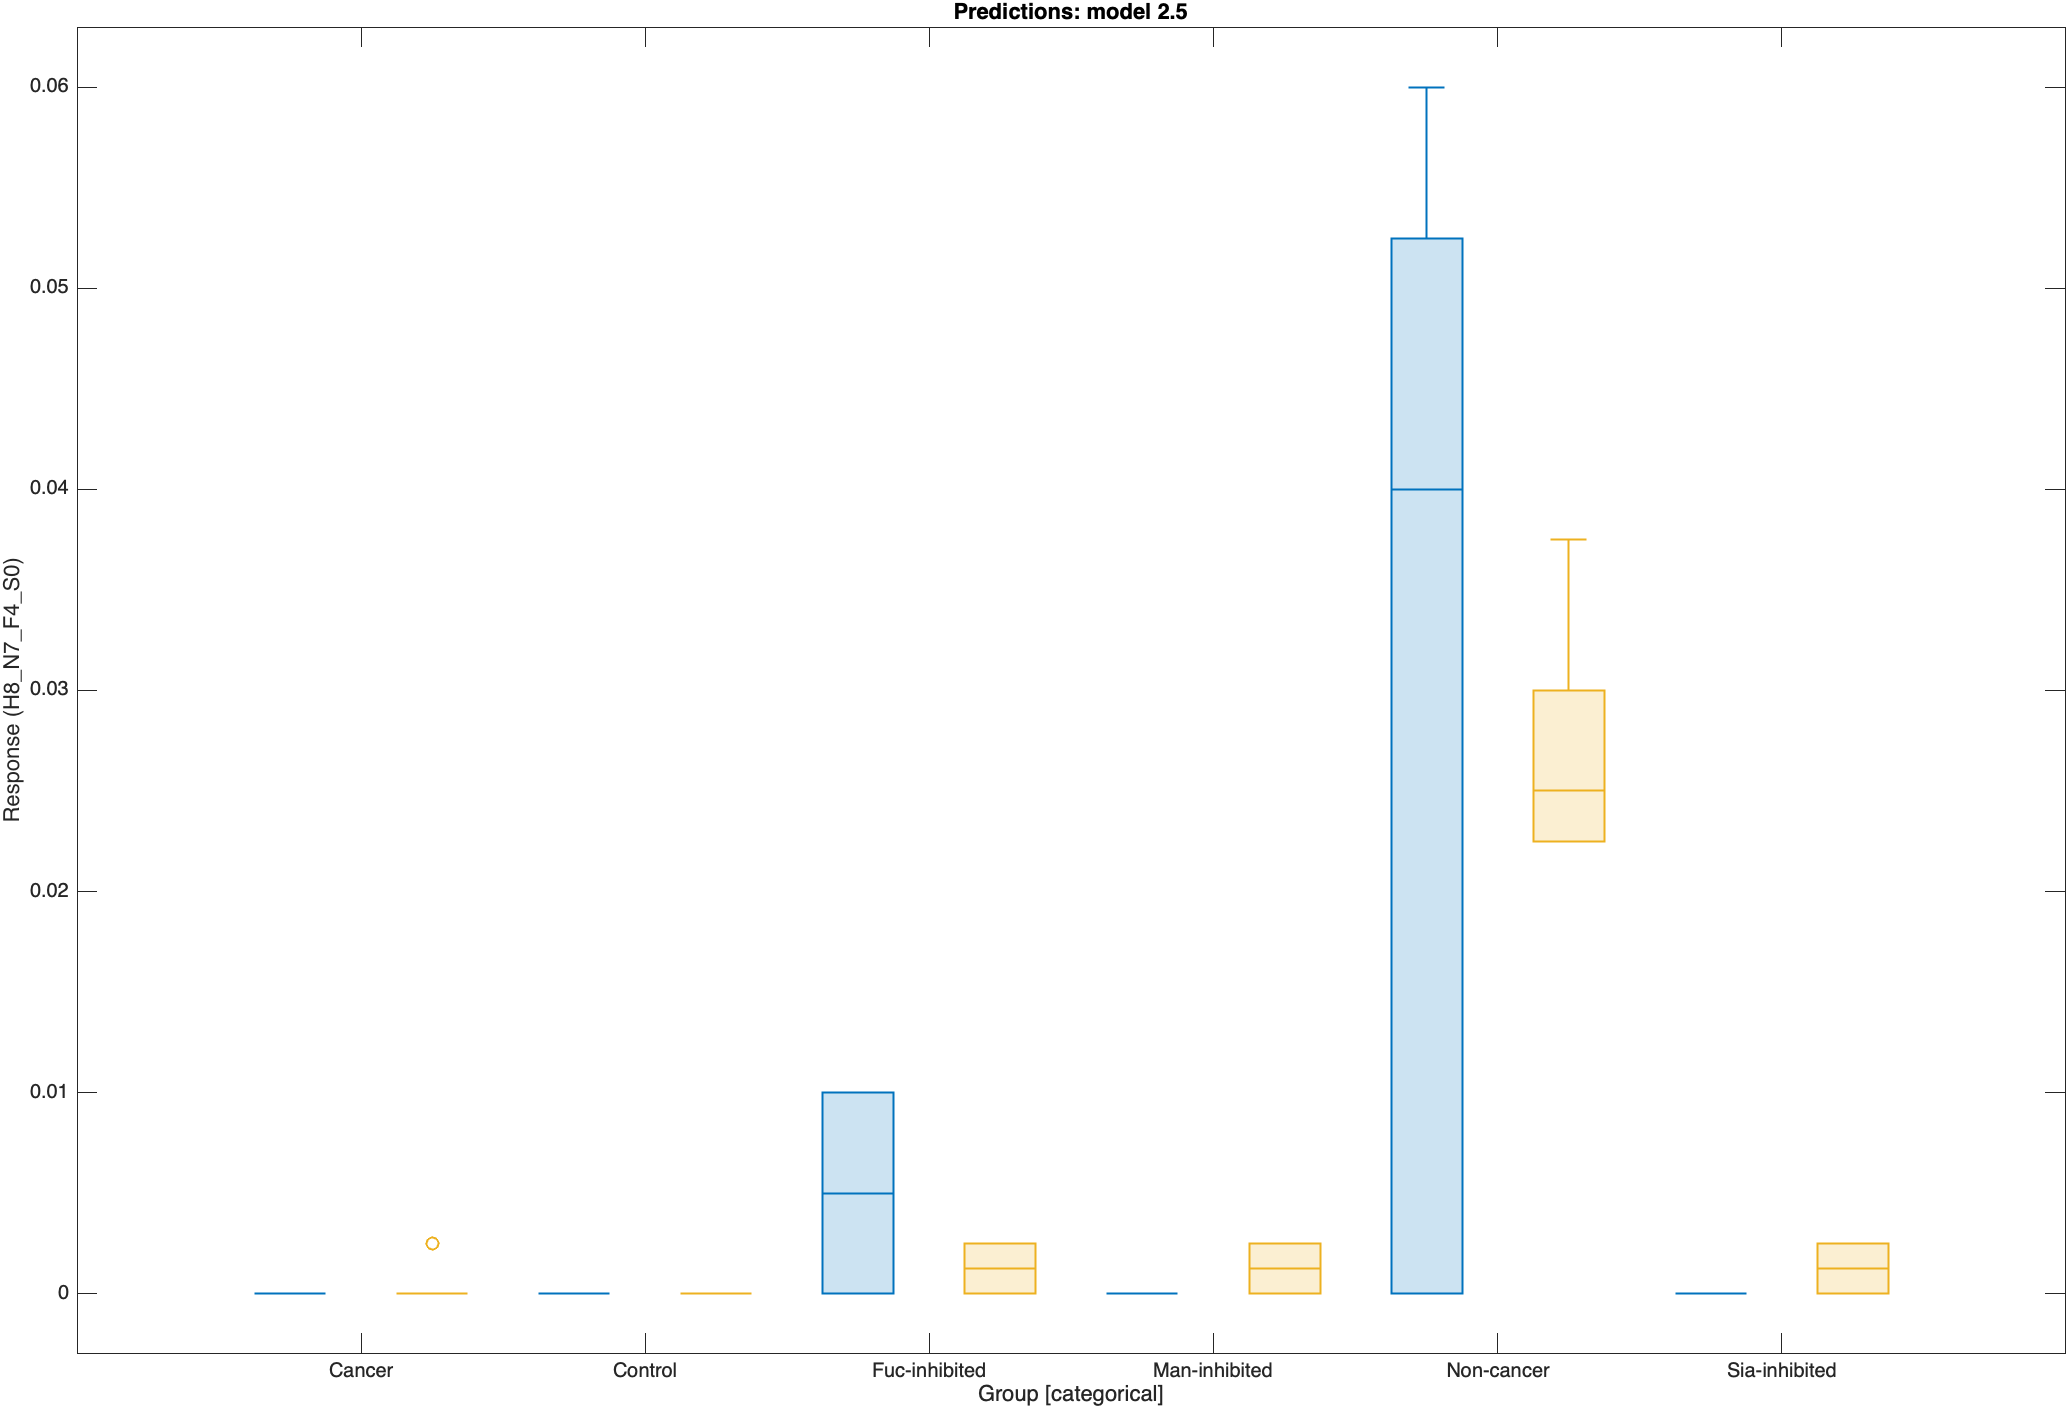 Predictions: model 2.5
0.06
0.05
0.04
0.03
0.02
0.01
0
Response (H8_N7_F4_S0)
Cancer
Control
Fuc-inhibited
Man-inhibited
Non-cancer
Sia-inhibited
Group [categorical]